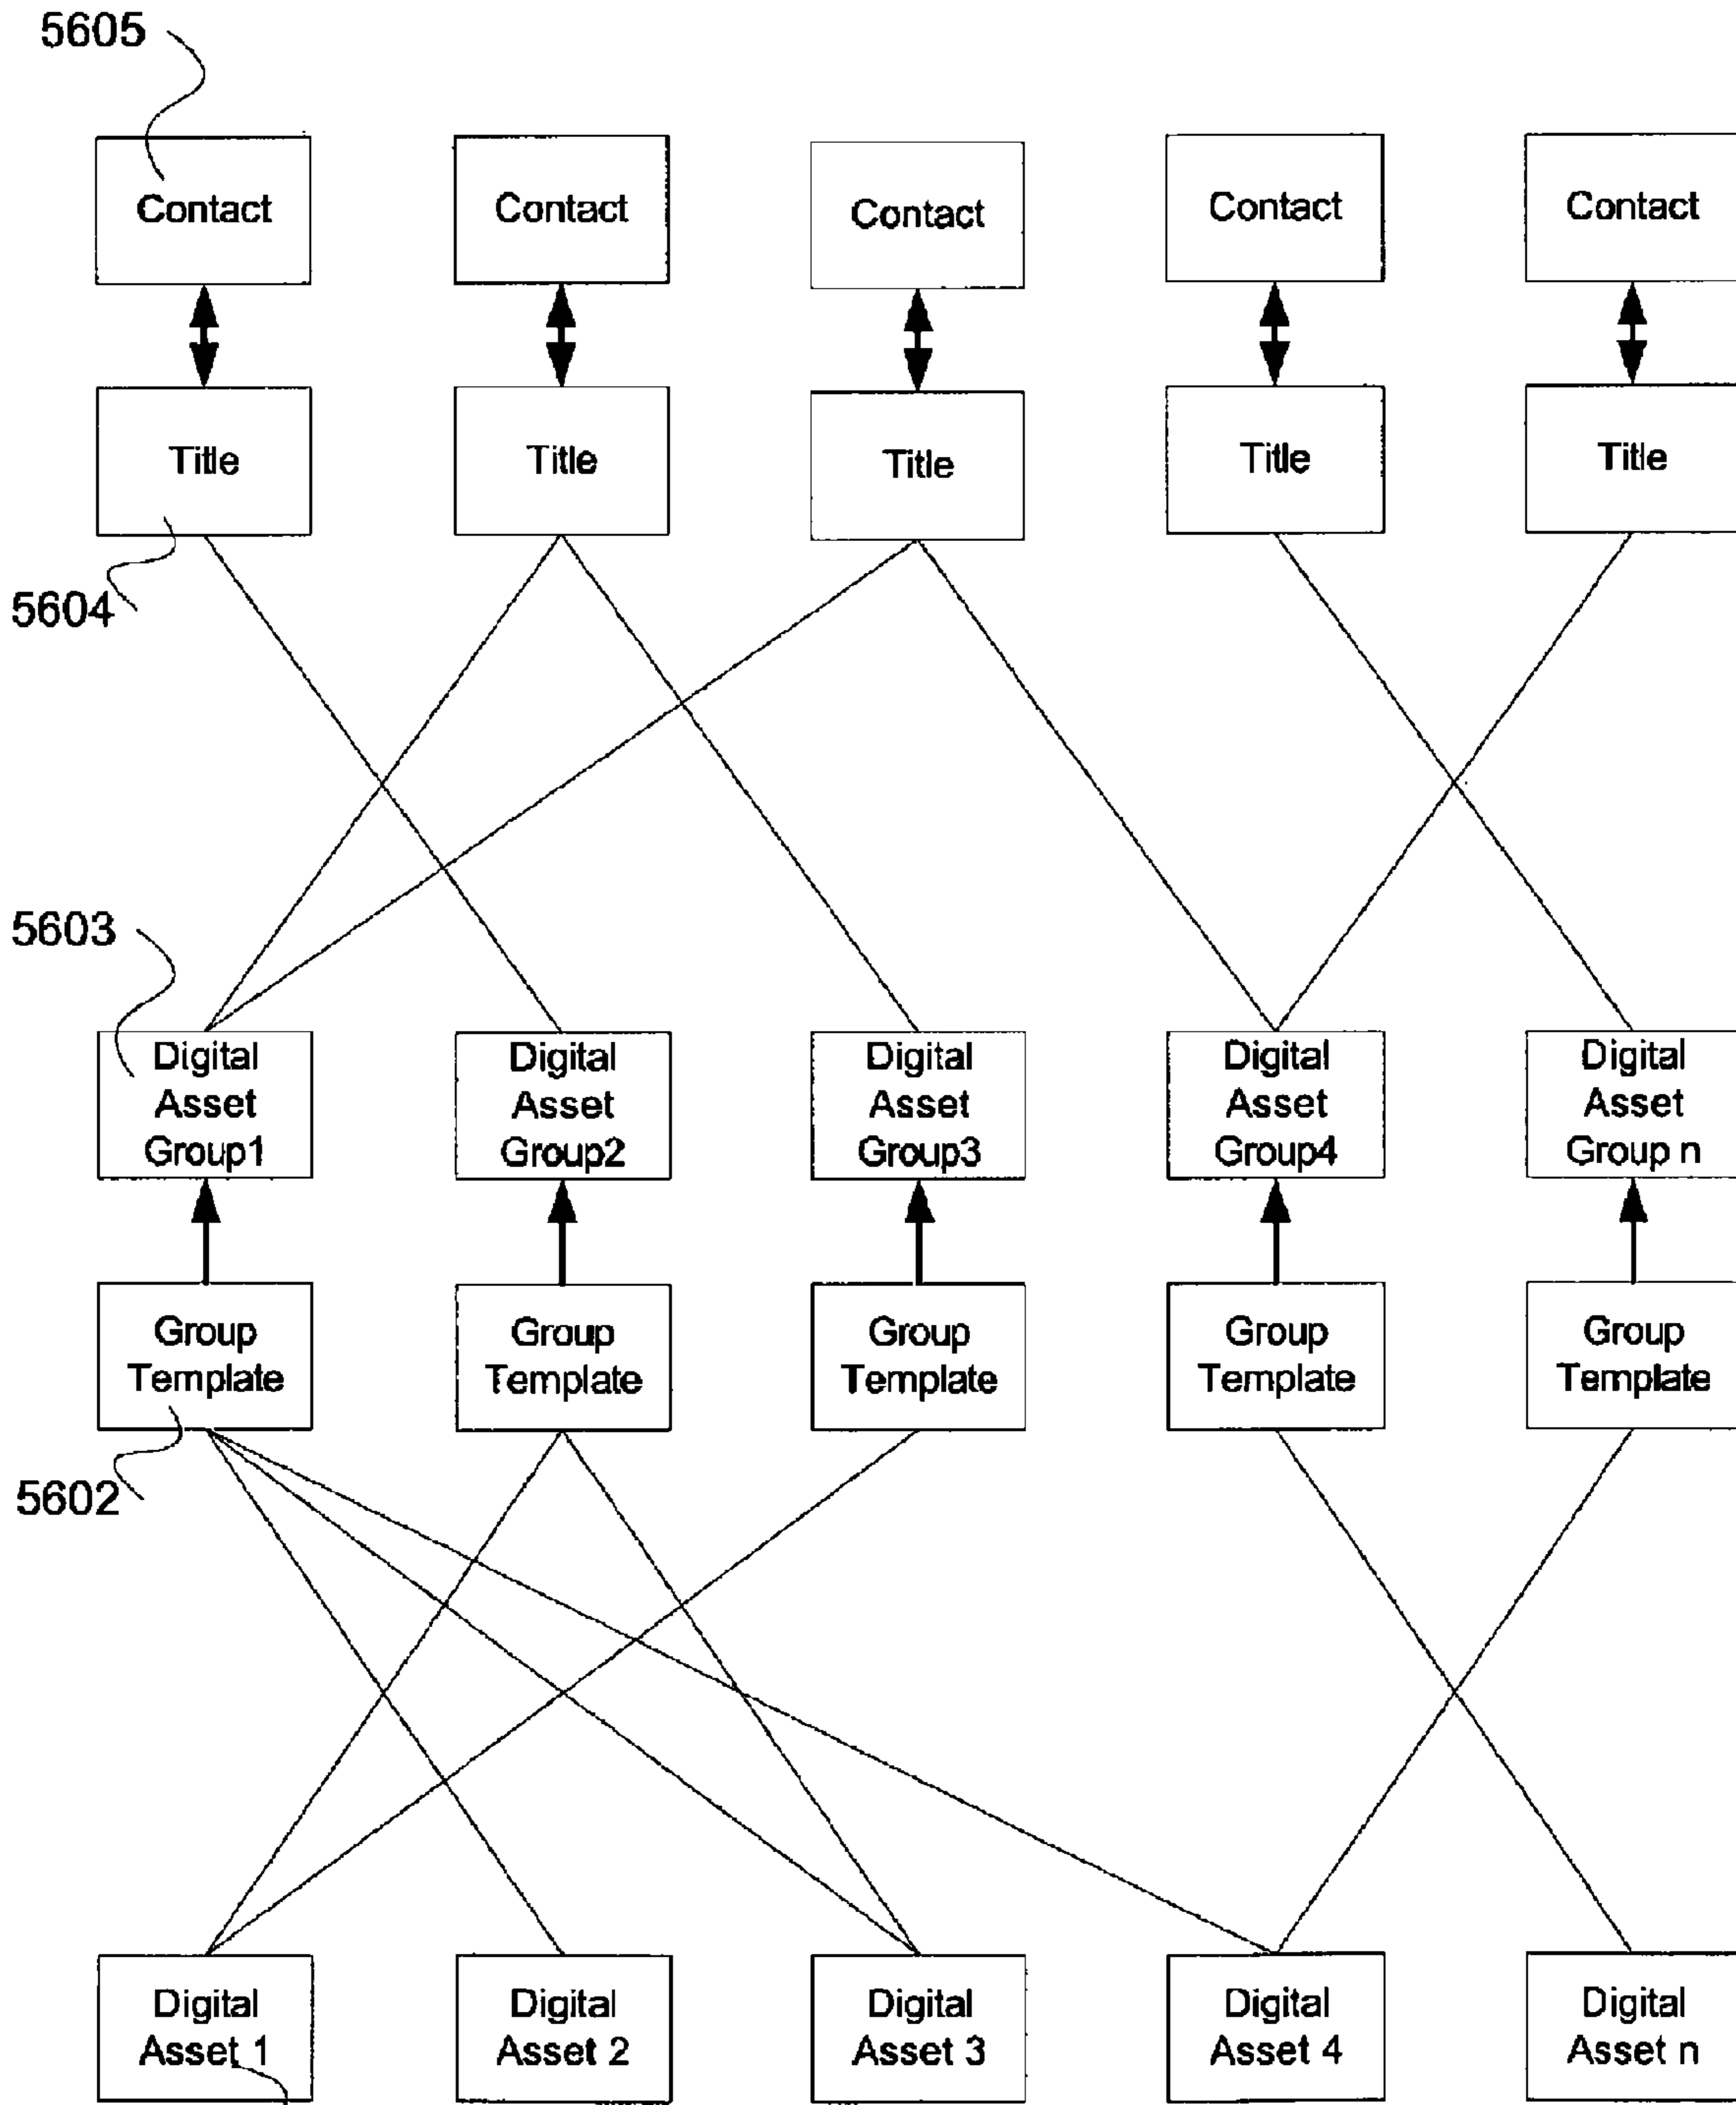 5605
Contact
Contact
Contact
Contact
Contact
Title
Title
Title
Title
Title
5604
5603
Digital
Asset
Group1
Digital
Asset
Group2
Digital
Asset
Group3
Digital
Asset
Group4
Digital
Asset
Group n
Group
Template
Group
Template
Group
Template
Group
Template
Group
Template
5602
Digital
Asset 1
Digital
Asset 2
Digital
Asset 3
Digital
Asset 4
Digital
Asset n